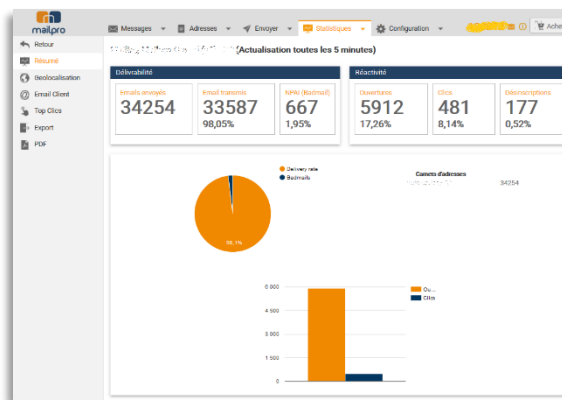 mailpro
Messages
Adresses
Envoyer
Statistiques
Configuration
Ache
Retour
Résumé
Geolocalisation
Email Client
Top Clics
Export
PDF
(Actualisation toutes les 5 minutes)
Délivrabilité
Réactivité
Emails envoyés
34254
Email transmis
33587
98,05%
NPAI (Badmail)
667
1,95%
Ouvertures
5912
17,26%
Clics
481
8,14%
Désinscriptions
177
0,52%
Delivery rate
Badmails
98,1%
Carnets d'adresses
34254
6 000
4 500
3 000
1 500
0
Ou...
Clics